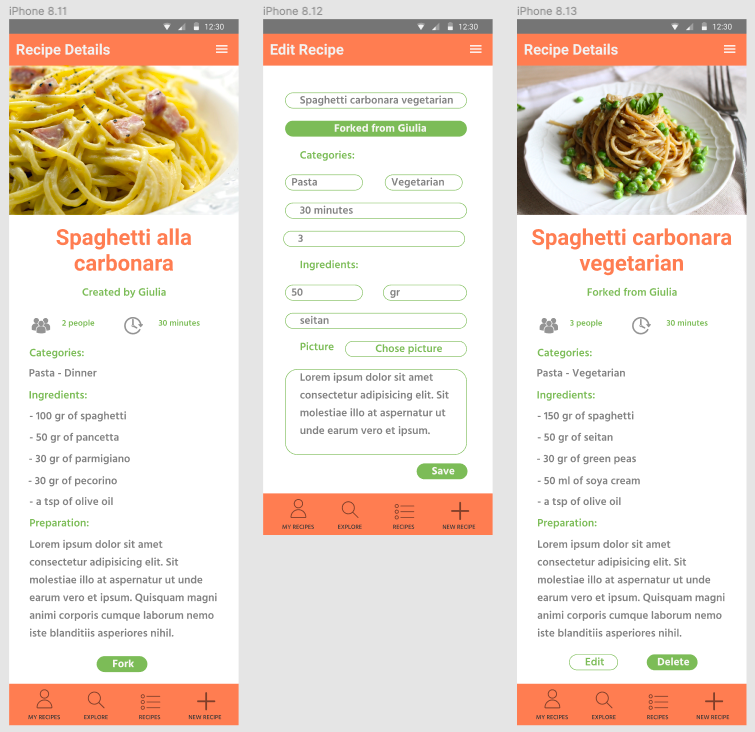 iPhone 8.11
12:30
Recipe Details
Spaghetti alla
carbonara
Created by Giulia
2 people
30 minutes
Categories:
Pasta - Dinner
Ingredients:
- 100 gr of spaghetti
- 50 gr of pancetta
- 30 gr of parmigiano
- 30 gr of pecorino
- a tsp of olive oil
Preparation:
Lorem ipsum dolor sit amet
consectetur adipisicing elit. Sit
molestiae illo at aspernatur ut unde
earum vero et ipsum. Quisquam magni
animi corporis cumque laborum nemo
iste blanditiis asperiores nihil.
Fork
MY RECIPES
EXPLORE
RECIPES
NEW RECIPE
iPhone 8.12
12:30
Edit Recipe
Spaghetti carbonara vegetarian
Forked from Giulia
Categories:
Pasta
Vegetarian
30 minutes
3
Ingredients:
50
gr
seitan
Picture
Chose picture
Lorem ipsum dolor sit amet
consectetur adipisicing elit. Sit
molestiae illo at aspernatur ut
unde earum vero et ipsum.
Save
MY RECIPES
EXPLORE
RECIPES
NEW RECIPE
iPhone 8.13
12:30
Recipe Details
Spaghetti carbonara
vegetarian
Forked from Giulia
3 people
30 minutes
Categories:
Pasta - Vegetarian
Ingredients:
- 150 gr of spaghetti
- 50 gr of seitan
- 30 gr of green peas
- 50 ml of soya cream
- a tsp of olive oil
Preparation:
Lorem ipsum dolor sit amet
consectetur adipisicing elit. Sit
molestiae illo at aspernatur ut unde
earum vero et ipsum. Quisquam magni
animi corporis cumque laborum nemo
iste blanditiis asperiores nihil.
Edit
Delete
MY RECIPES
EXPLORE
RECIPES
NEW RECIPE